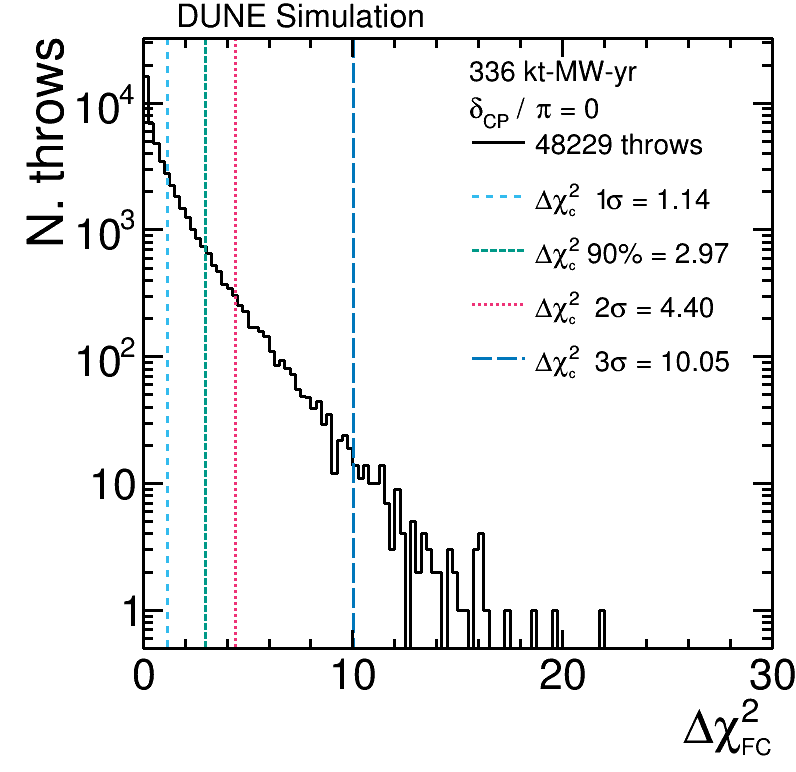 DUNE Simulation
N. throws
10⁴
10³
10²
10
1
336 kt-MW-yr
δCP / π = 0
48229 throws
Δχ²c 1σ = 1.14
Δχ²c 90% = 2.97
Δχ²c 2σ = 4.40
Δχ²c 3σ = 10.05
0 10 20 30
Δχ²FC